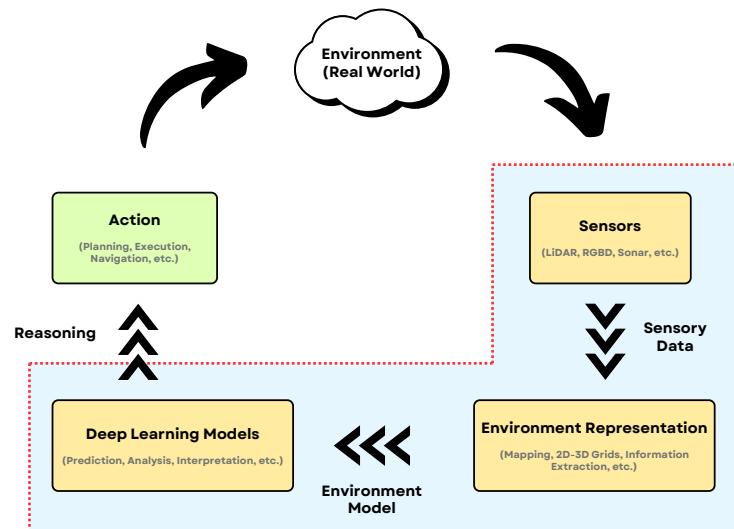 Environment
(Real World)
Action
(Planning, Execution,
Navigation, etc.)
Sensors
(LiDAR, RGBD, Sonar, etc.)
Reasoning
Sensory
Data
Deep Learning Models
(Prediction, Analysis, Interpretation, etc.)
Environment Representation
(Mapping, 2D-3D Grids, Information
Extraction, etc.)
Environment
Model